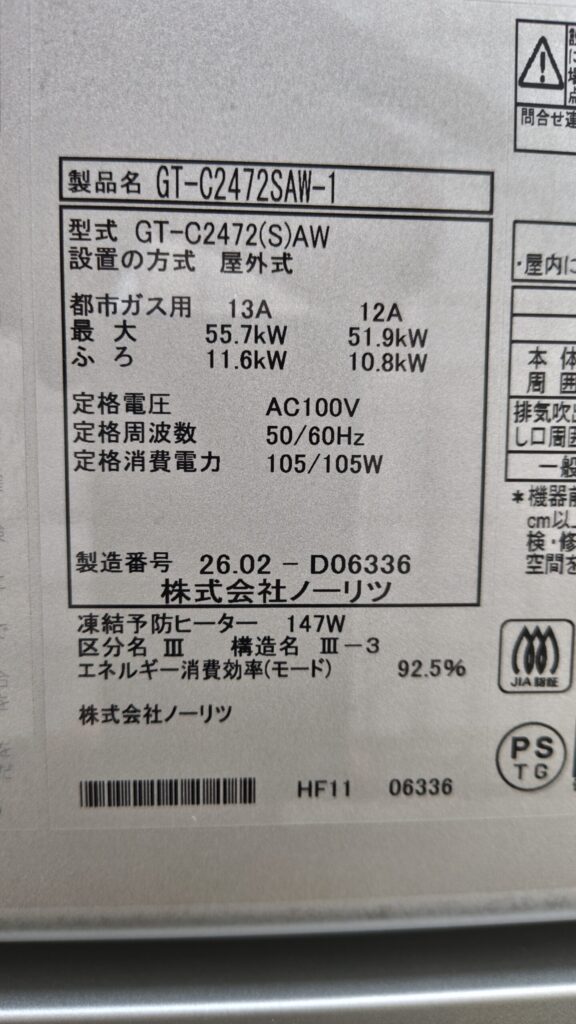 製品名 GT-C2472SAW-1
型式 GT-C2472(S)AW
設置の方式 屋外式
都市ガス用 13A 12A
最大 55.7kW 51.9kW
ふろ 11.6kW 10.8kW
定格電圧 AC100V
定格周波数 50/60Hz
定格消費電力 105/105W
製造番号 26.02-D06336
株式会社ノーリツ
凍結予防ヒーター 147W
区分名 Ⅲ 構造名 Ⅲ-3
エネルギー消費効率(モード) 92.5%
株式会社ノーリツ
HF11 06336
問合せ連
・屋内に
本体
周囲
排気吹出
し口周囲
一般
*機器前
cm以
検・修
空間を
JIA認証
PS
TG